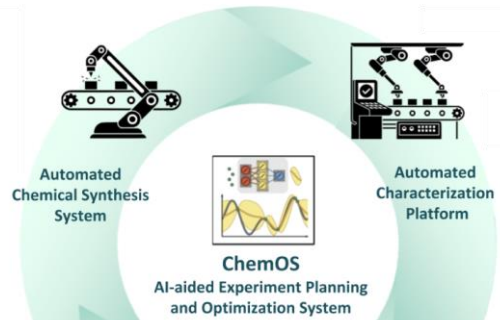 Automated
Chemical Synthesis
System
Automated
Characterization
Platform
ChemOS
AI-aided Experiment Planning
and Optimization System